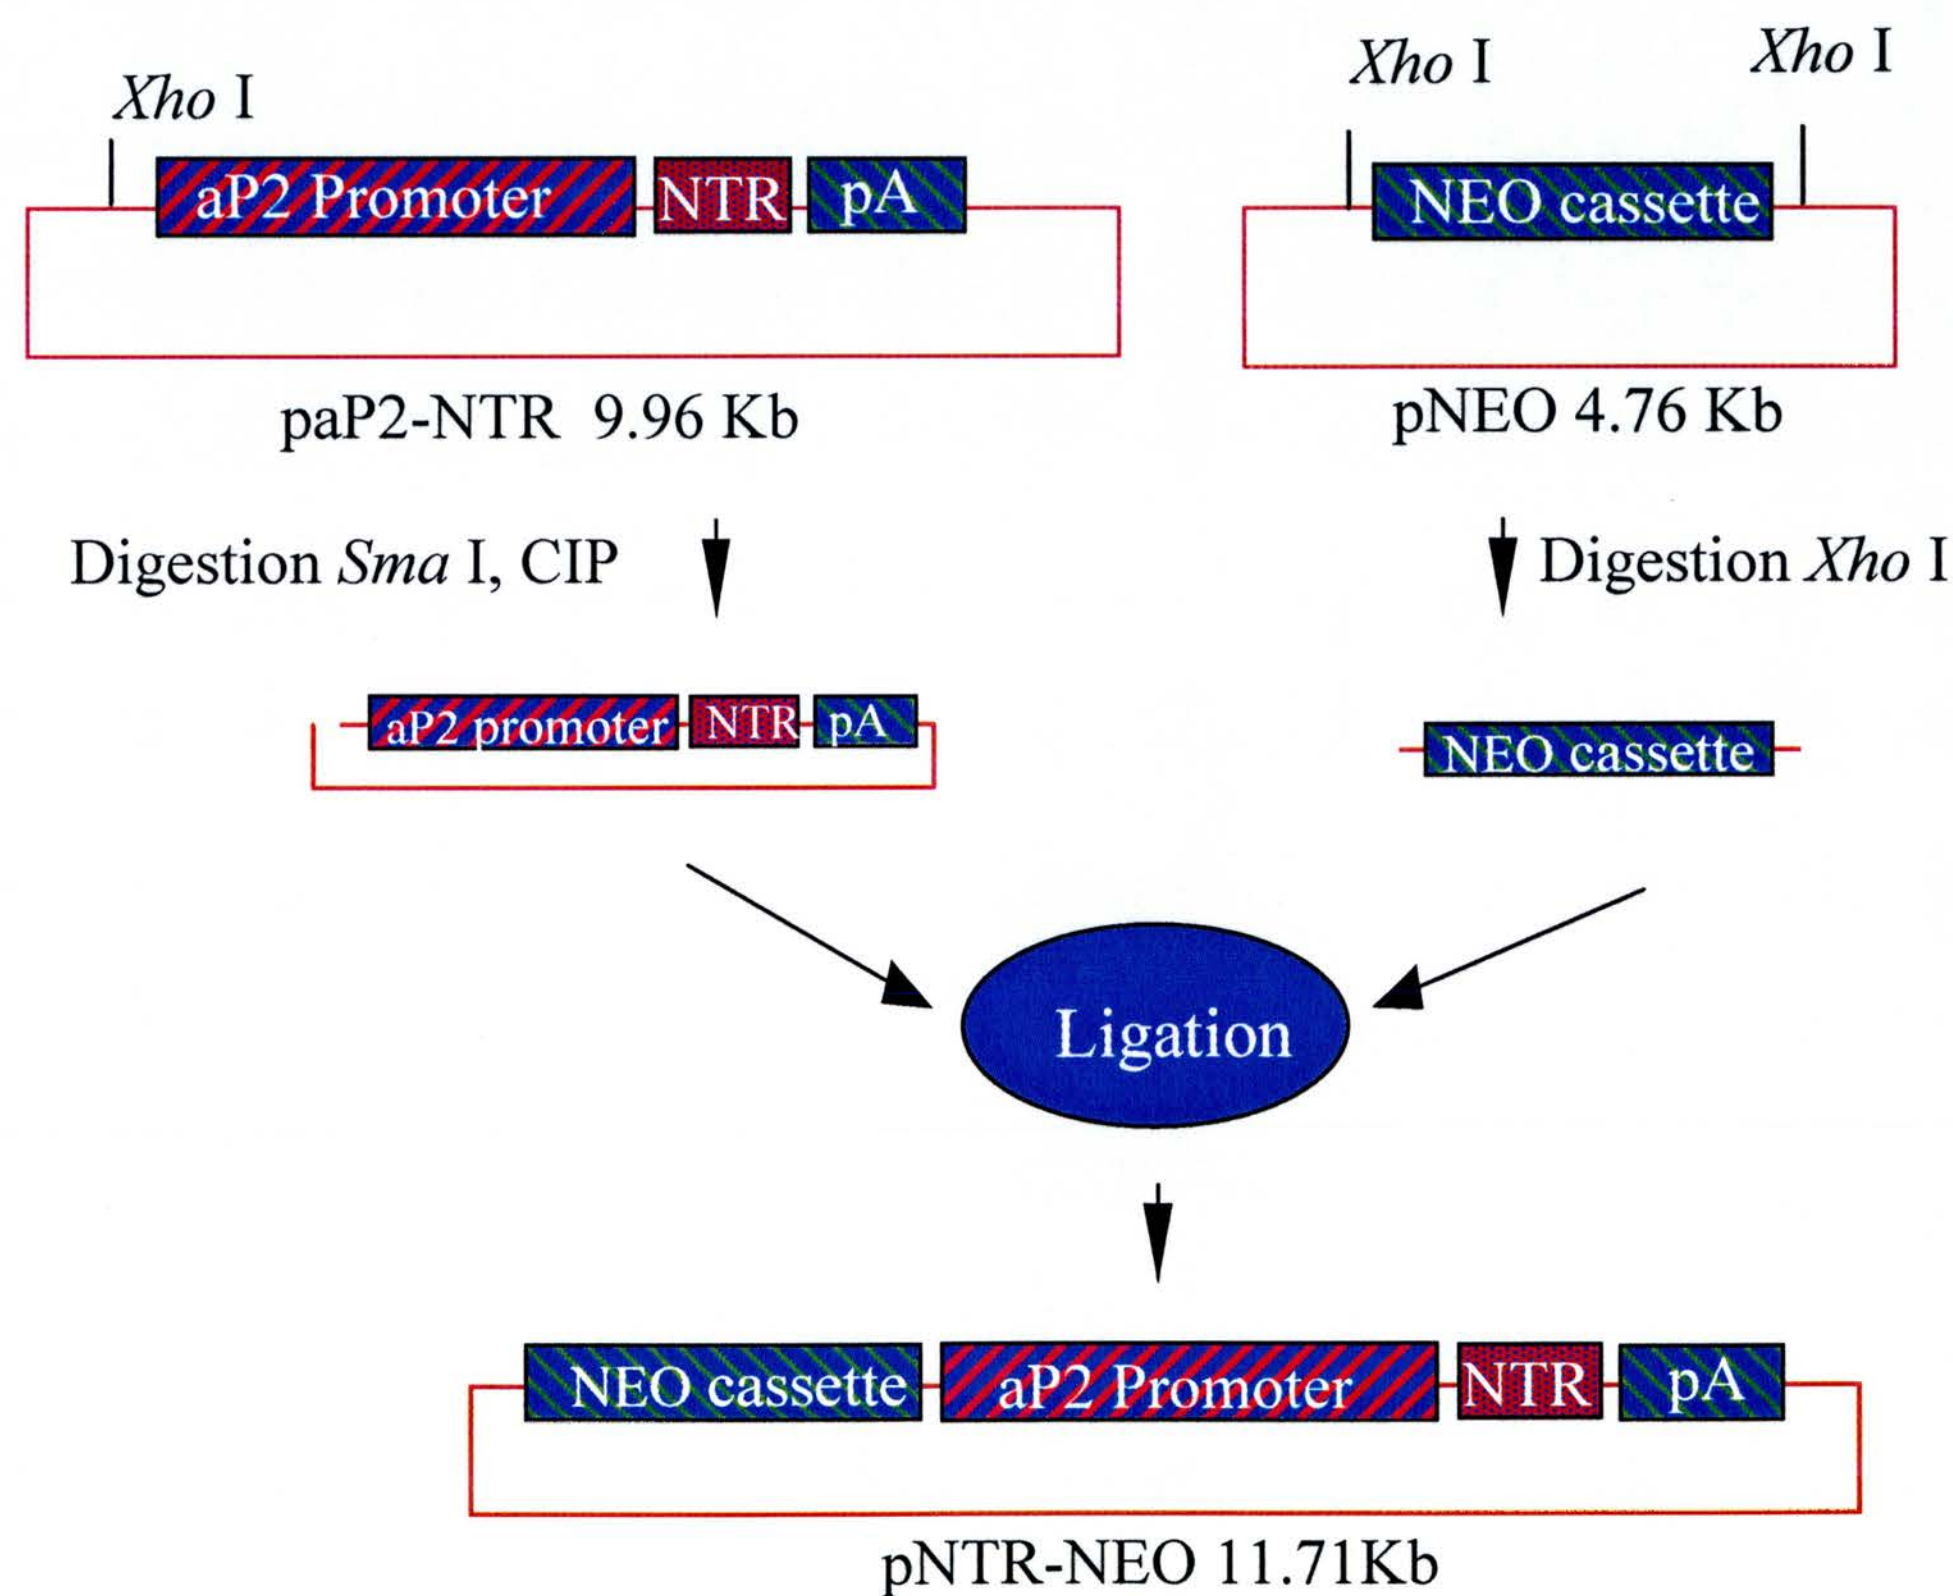 Xho I
Xho I
Xho I
aP2 Promoter
NTR
pA
NEO cassette
paP2-NTR 9.96 Kb
pNEO 4.76 Kb
Digestion Sma I, CIP
Digestion Xho I
aP2 promoter
NTR
pA
NEO cassette
Ligation
NEO cassette
aP2 Promoter
NTR
pA
pNTR-NEO 11.71Kb